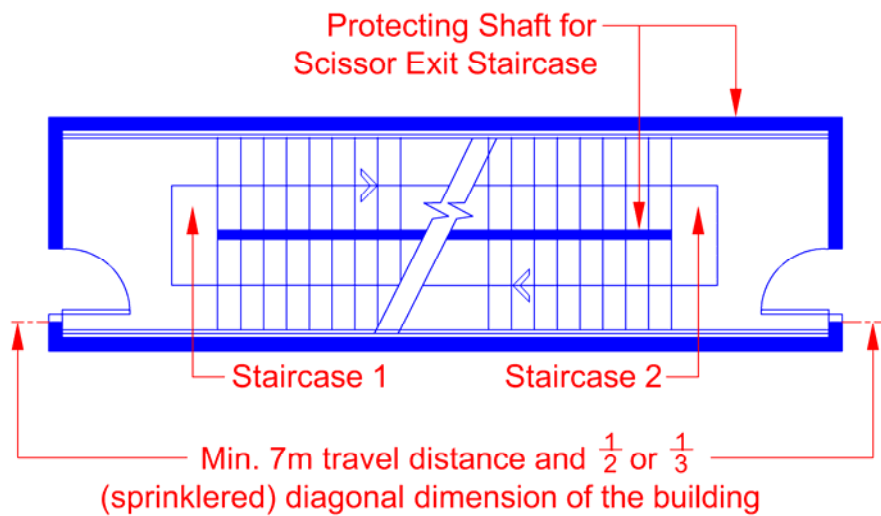 Protecting Shaft for
Scissor Exit Staircase
Staircase 1
Staircase 2
Min. 7m travel distance and 1/2 or 1/3
(sprinklered) diagonal dimension of the building